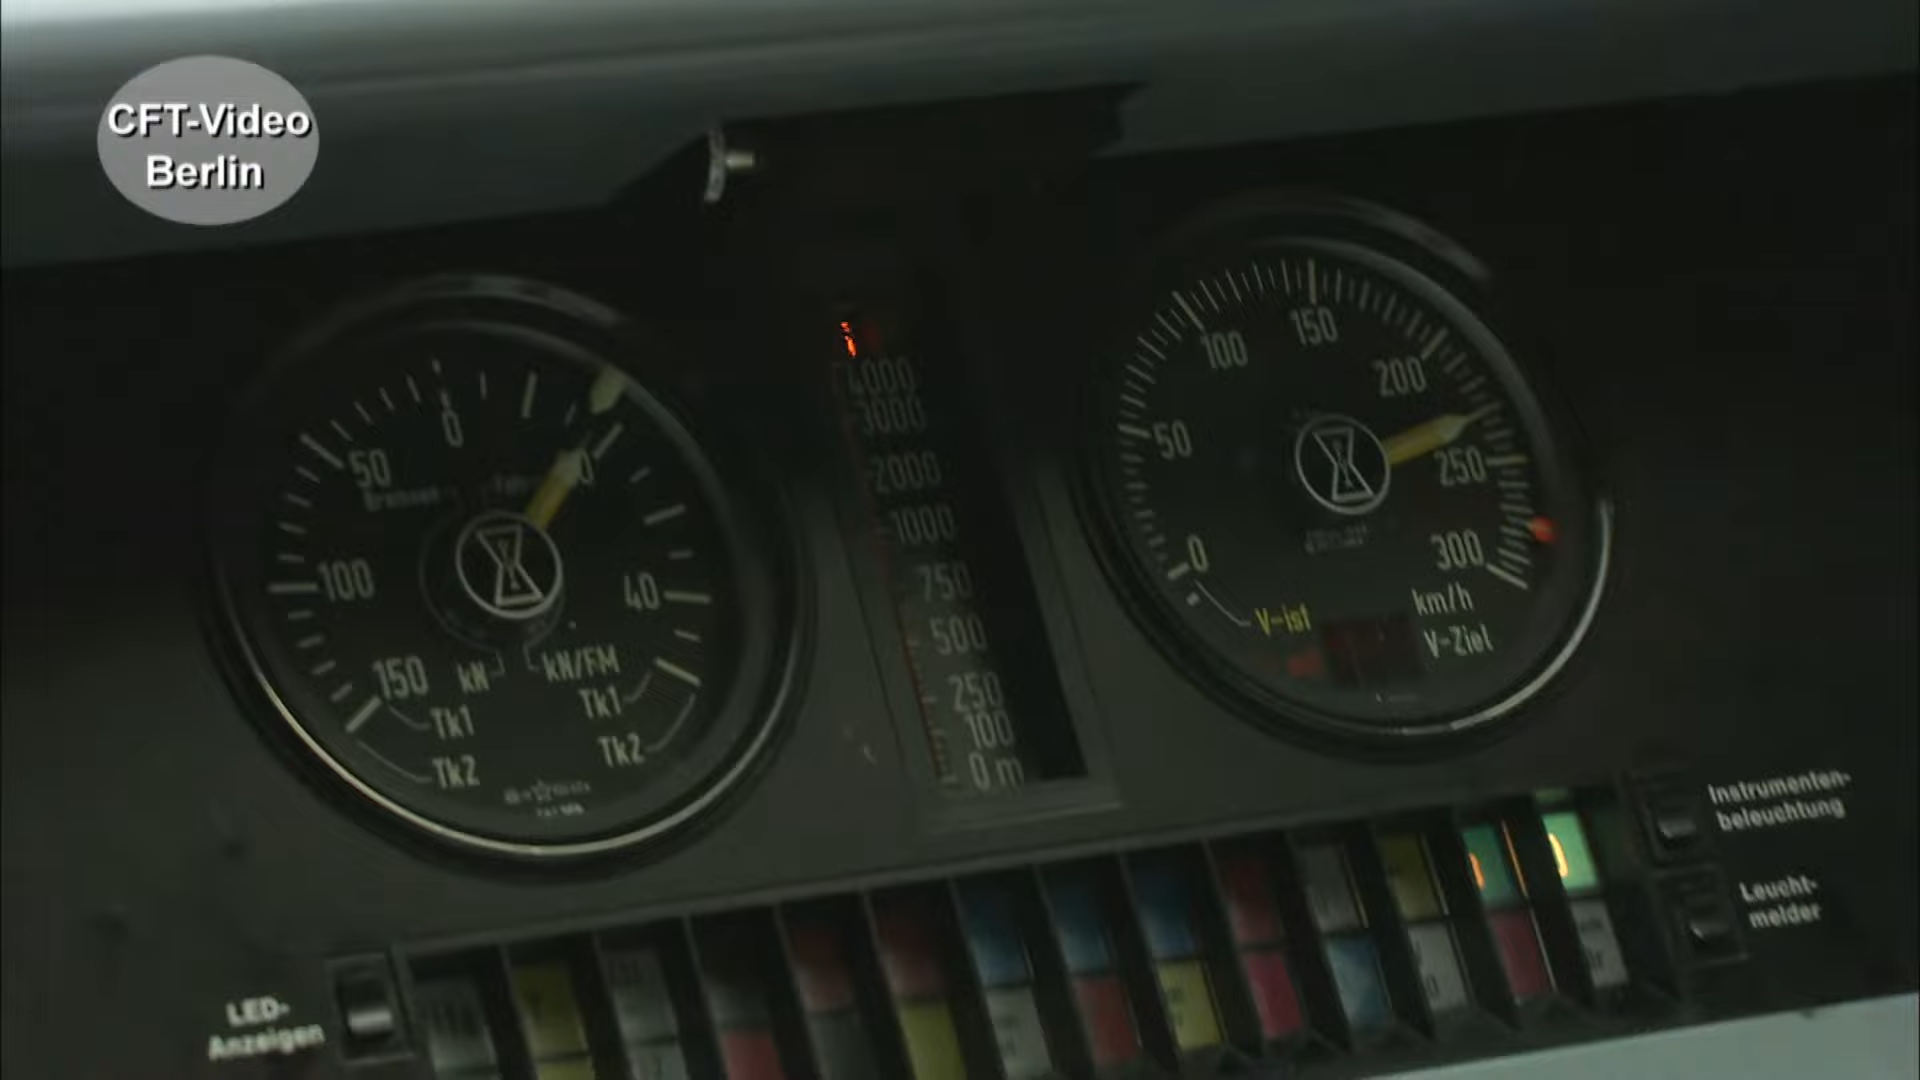 CFT-Video
Berlin
0
50
100
150
40
kN
kN/FM
Tk1
Tk2
Tk1
Tk2
4000
3000
2000
1000
750
500
250
100
0 m
0
50
100
150
200
250
300
km/h
V-ist
V-Ziel
Instrumenten-
beleuchtung
Leucht-
melder
LED-
Anzeigen